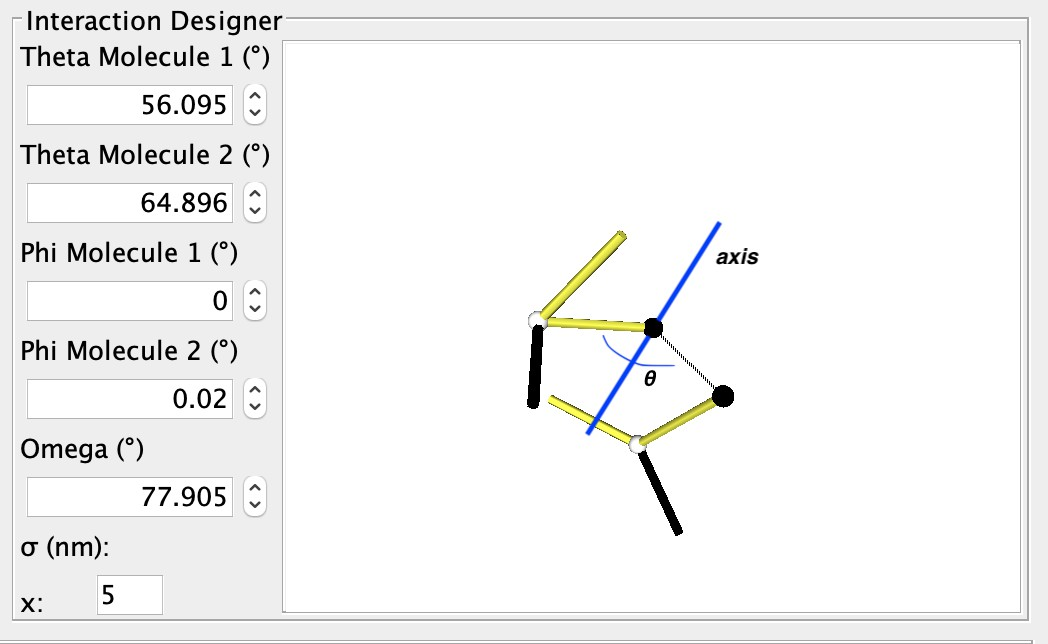 Interaction Designer
Theta Molecule 1 (°)
56.095
Theta Molecule 2 (°)
64.896
Phi Molecule 1 (°)
0
Phi Molecule 2 (°)
0.02
Omega (°)
77.905
σ (nm):
x: 5
axis
θ